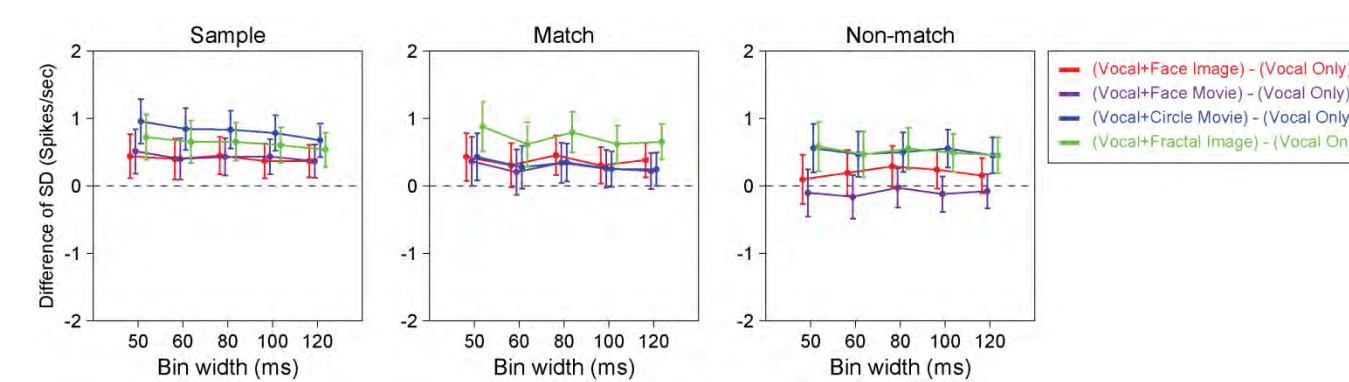 Sample
Match
Non-match
Difference of SD (Spikes/sec)
2
1
0
-1
-2
50 60 80 100 120
Bin width (ms)
2
1
0
-1
-2
50 60 80 100 120
Bin width (ms)
2
1
0
-1
-2
50 60 80 100 120
Bin width (ms)
(Vocal+Face Image) - (Vocal Only)
(Vocal+Face Movie) - (Vocal Only)
(Vocal+Circle Movie) - (Vocal Only
(Vocal+Fractal Image) - (Vocal On